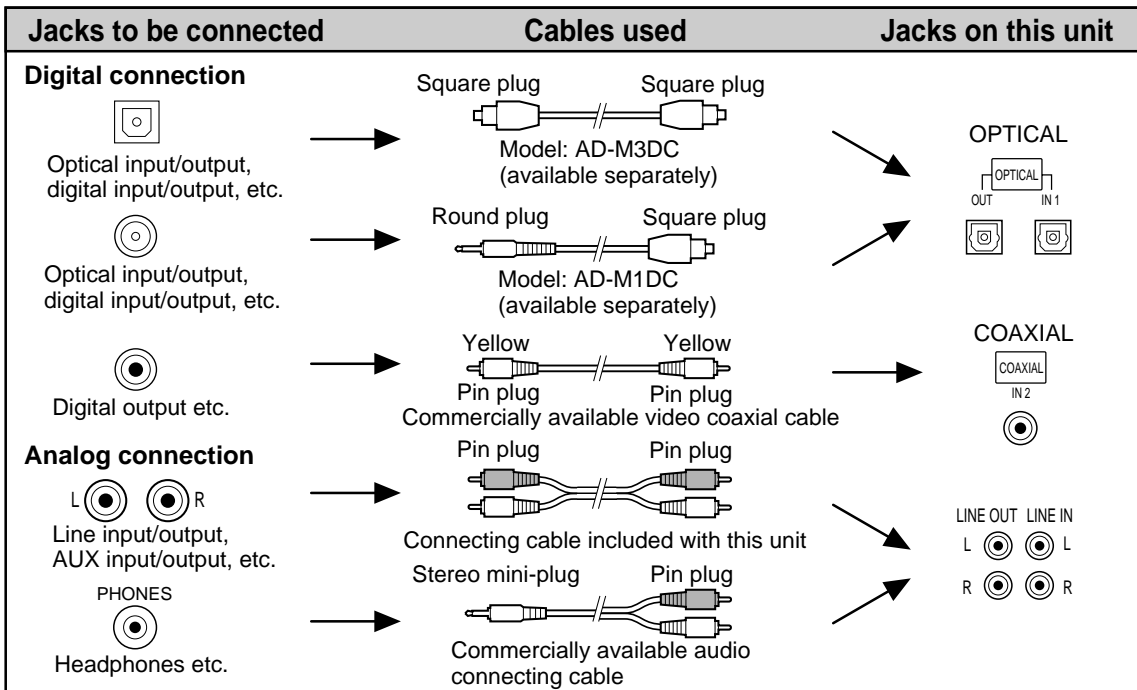 Jacks to be connected
Cables used
Jacks on this unit
Digital connection
Square plug
Square plug
Optical input/output,
digital input/output, etc.
Model: AD-M3DC
(available separately)
OPTICAL
OPTICAL
OUT
IN 1
Round plug
Square plug
Optical input/output,
digital input/output, etc.
Model: AD-M1DC
(available separately)
Yellow
Yellow
Pin plug
Pin plug
Digital output etc.
Commercially available video coaxial cable
COAXIAL
COAXIAL
IN 2
Analog connection
Pin plug
Pin plug
L
R
Line input/output,
AUX input/output, etc.
Connecting cable included with this unit
LINE OUT
LINE IN
L
L
R
R
PHONES
Stereo mini-plug
Pin plug
Headphones etc.
Commercially available audio
connecting cable